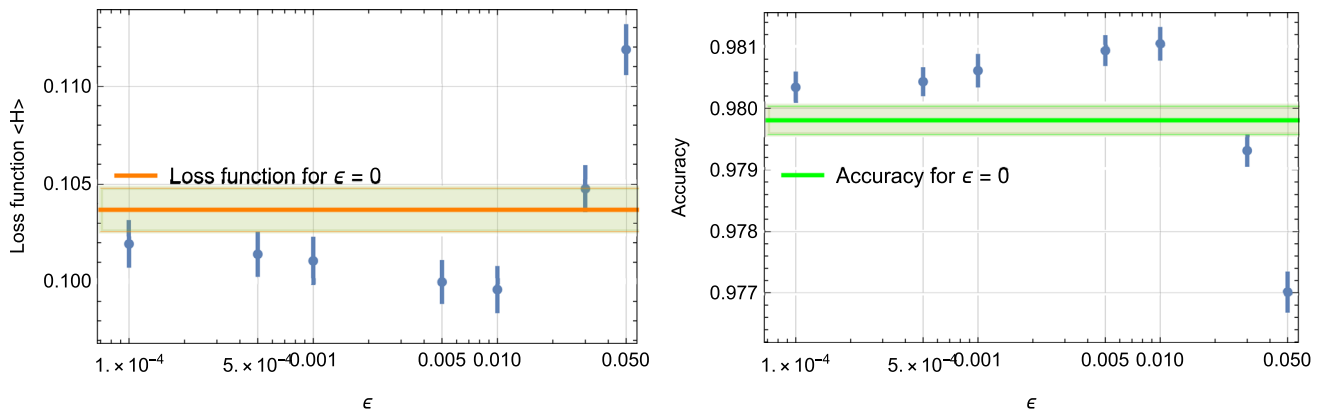 Loss function <H>
0.110
0.105
0.100
Loss function for ϵ = 0
1. × 10⁻⁴
5. × 10⁻⁴
0.001
0.005
0.010
0.050
ϵ
Accuracy
0.981
0.980
0.979
0.978
0.977
Accuracy for ϵ = 0
1. × 10⁻⁴
5. × 10⁻⁴
0.001
0.005
0.010
0.050
ϵ